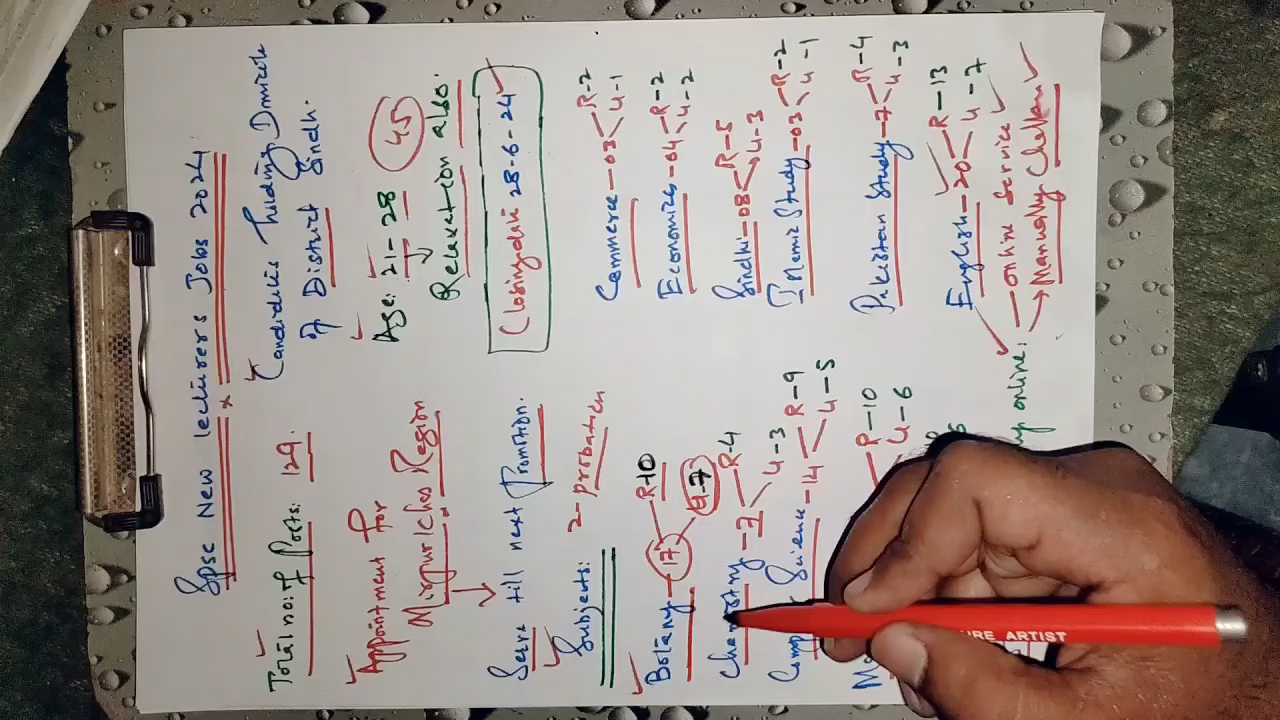 Spsc New lecturers Jobs 2024
Total no: of Posts: 129.
Appointment for
Mirpurkhas Region
Serve till next Promotion.
Subjects: 2-probation
Botany-17
R-10
U-7
Chemistry-7
R-4
U-3
Science-14
R-9
U-5
R-10
U-6
online:
online Service
Manually Chellan
Candidates holding Domicile
of District Sindh.
Age: 21-28 45
Relaxation also.
Closing date 28-6-24
Commerce-03
R-2
U-1
Economics-04
R-2
U-2
Sindhi-08
R-5
U-3
Islamic Study-03
R-2
U-1
Pakistan Study-7
R-4
U-3
English-20
R-13
U-7
URE ARTIST